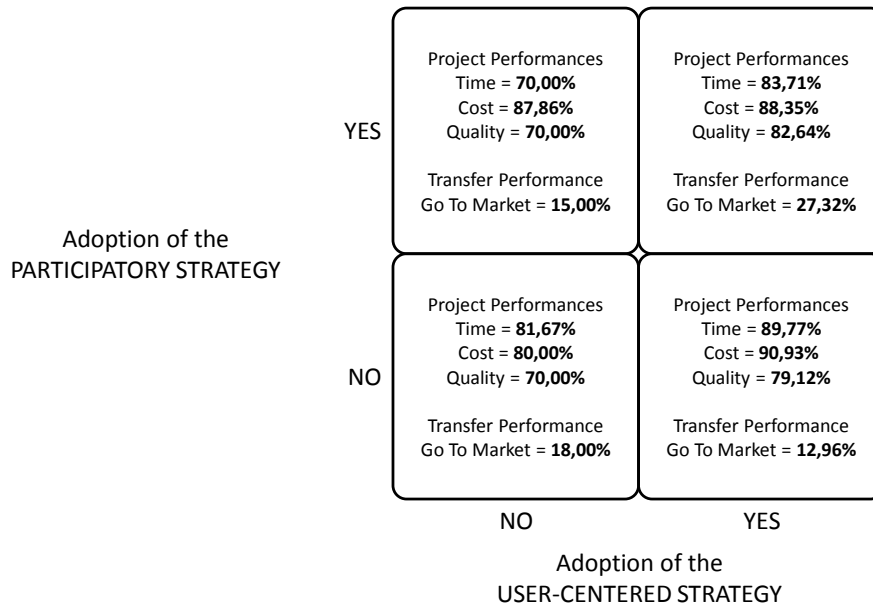 Project Performances
Time = 70,00%
Cost = 87,86%
Quality = 70,00%
Transfer Performance
Go To Market = 15,00%
Project Performances
Time = 83,71%
Cost = 88,35%
Quality = 82,64%
Transfer Performance
Go To Market = 27,32%
YES
Adoption of the
PARTICIPATORY STRATEGY
Project Performances
Time = 81,67%
Cost = 80,00%
Quality = 70,00%
Transfer Performance
Go To Market = 18,00%
Project Performances
Time = 89,77%
Cost = 90,93%
Quality = 79,12%
Transfer Performance
Go To Market = 12,96%
NO
NO
YES
Adoption of the
USER-CENTERED STRATEGY